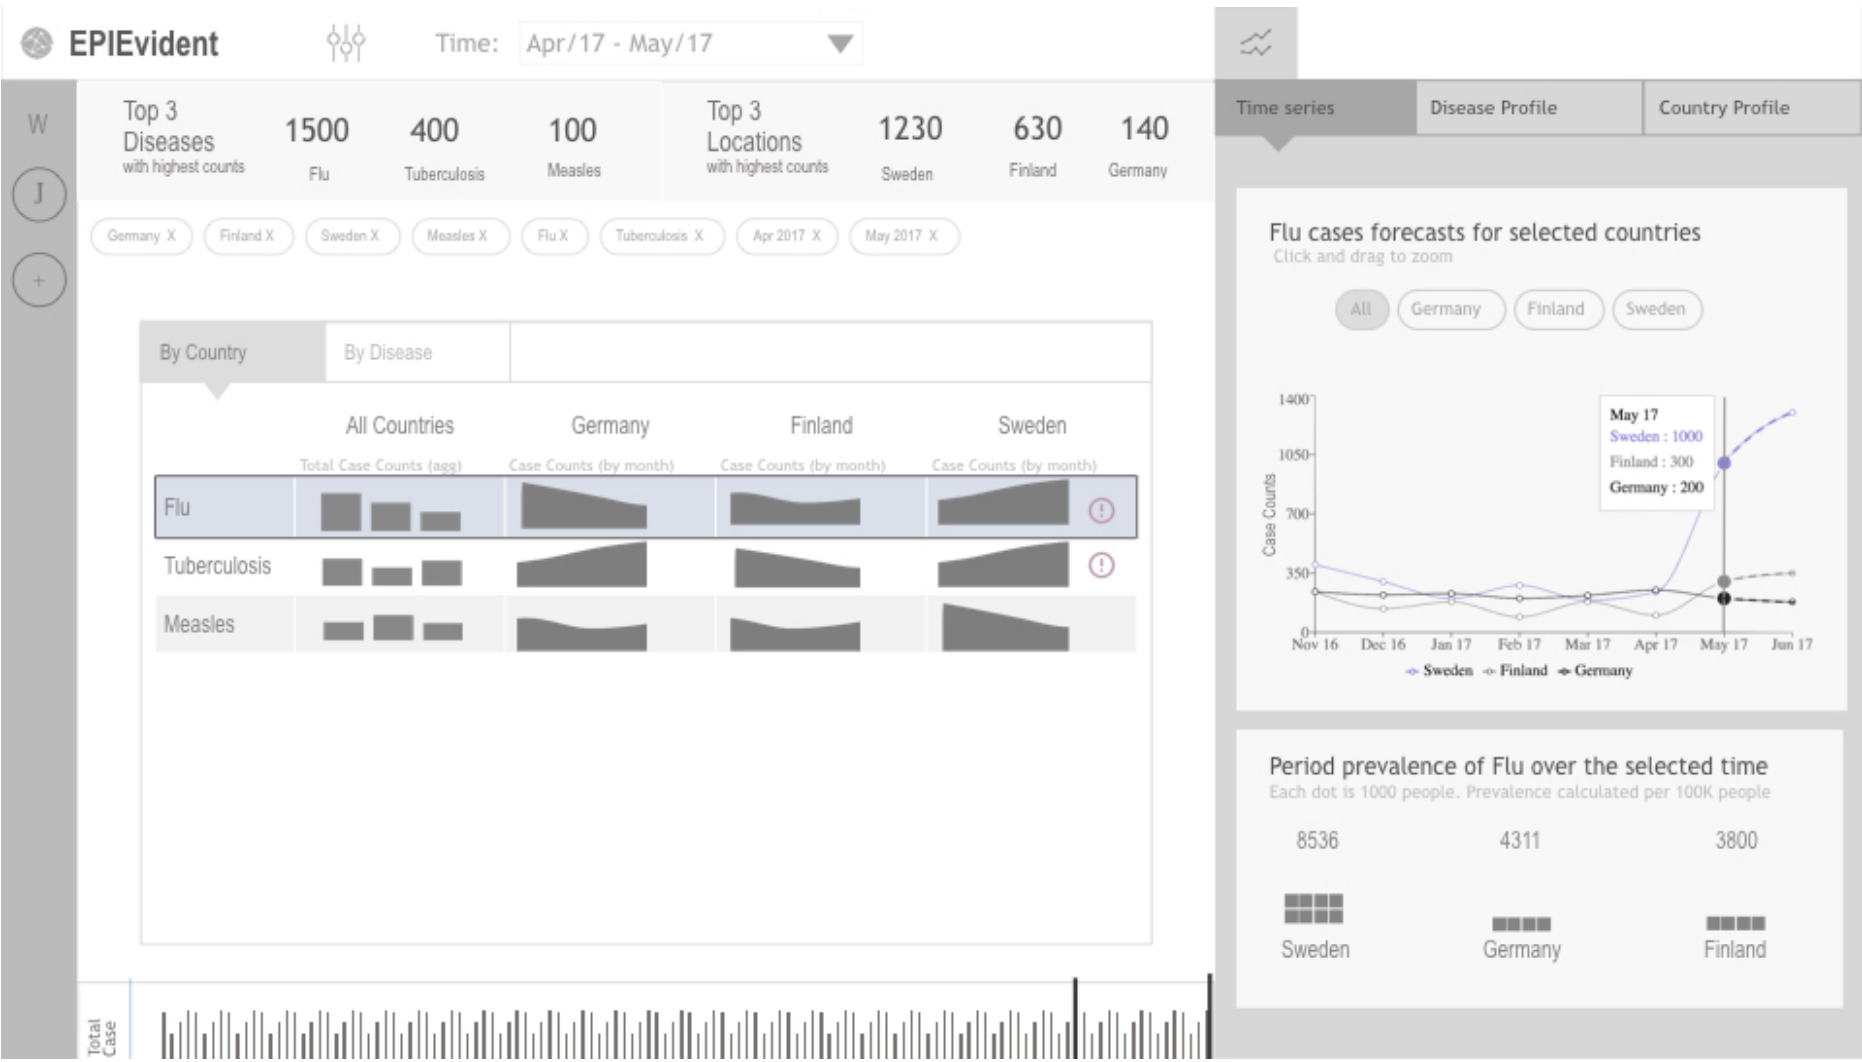 EPIEvident
Time:
Apr/17 - May/17
W
J
+
Top 3
Diseases
with highest counts
1500
Flu
400
Tuberculosis
100
Measles
Top 3
Locations
with highest counts
1230
Sweden
630
Finland
140
Germany
Germany X
Finland X
Sweden X
Measles X
Flu X
Tuberculosis X
Apr 2017 X
May 2017 X
By Country
By Disease
All Countries
Germany
Finland
Sweden
Total Case Counts (agg)
Case Counts (by month)
Case Counts (by month)
Case Counts (by month)
Flu
!
Tuberculosis
!
Measles
Total
Case
Time series
Disease Profile
Country Profile
Flu cases forecasts for selected countries
Click and drag to zoom
All
Germany
Finland
Sweden
Case Counts
1400
1050
700
350
0
May 17
Sweden : 1000
Finland : 300
Germany : 200
Nov 16
Dec 16
Jan 17
Feb 17
Mar 17
Apr 17
May 17
Jun 17
Sweden
Finland
Germany
Period prevalence of Flu over the selected time
Each dot is 1000 people. Prevalence calculated per 100K people
8536
4311
3800
Sweden
Germany
Finland